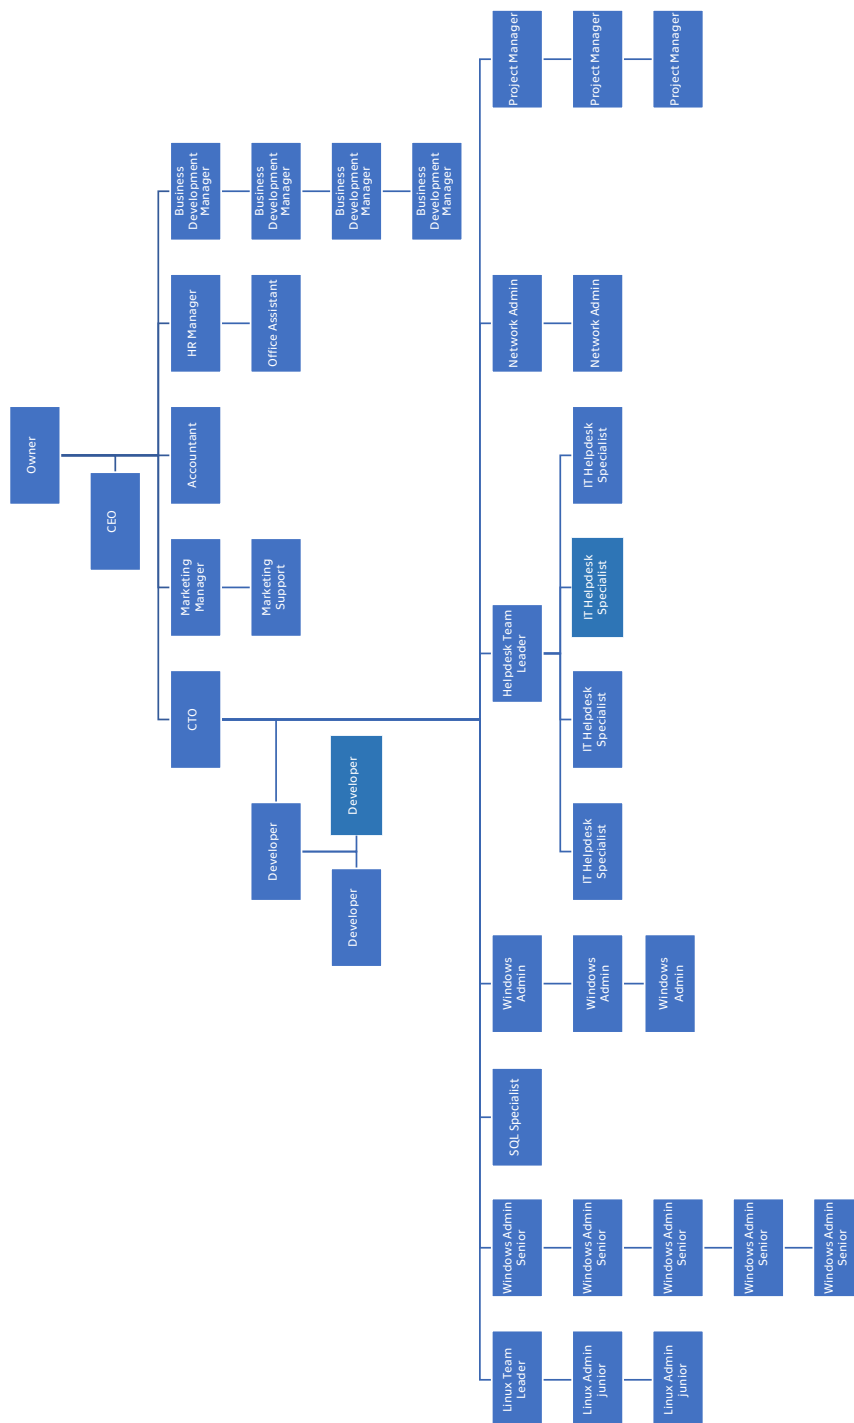 Owner
CEO
CTO
Marketing
Manager
Accountant
HR Manager
Business
Development
Manager
Developer
Marketing
Support
Office Assistant
Business
Development
Manager
Developer
Developer
Business
Development
Manager
Business
Development
Manager
Linux Team
Leader
Windows Admin
Senior
SQL Specialist
Windows
Admin
Helpdesk Team
Leader
Network Admin
Project Manager
Linux Admin
junior
Windows Admin
Senior
Windows
Admin
IT Helpdesk
Specialist
IT Helpdesk
Specialist
IT Helpdesk
Specialist
IT Helpdesk
Specialist
Network Admin
Project Manager
Linux Admin
junior
Windows Admin
Senior
Windows
Admin
Project Manager
Windows Admin
Senior
Windows Admin
Senior